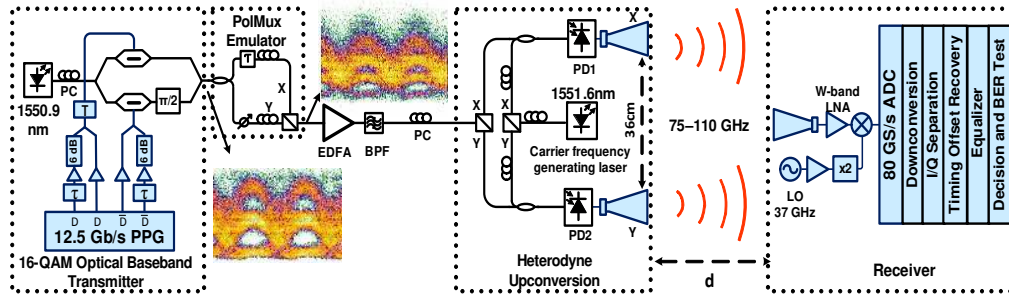 1550.9
nm
PC
τ
π/2
6 dB
6 dB
τ
τ
D D D̅ D̅
12.5 Gb/s PPG
16-QAM Optical Baseband
Transmitter
PolMux
Emulator
τ
X
Y
EDFA
BPF
PC
X
Y
X
Y
PD1
X
1551.6nm
Carrier frequency
generating laser
36cm
PD2
Y
Heterodyne
Upconversion
75–110 GHz
d
W-band
LNA
x2
LO
37 GHz
80 GS/s ADC
Downconversion
I/Q Separation
Timing Offset Recovery
Equalizer
Decision and BER Test
Receiver